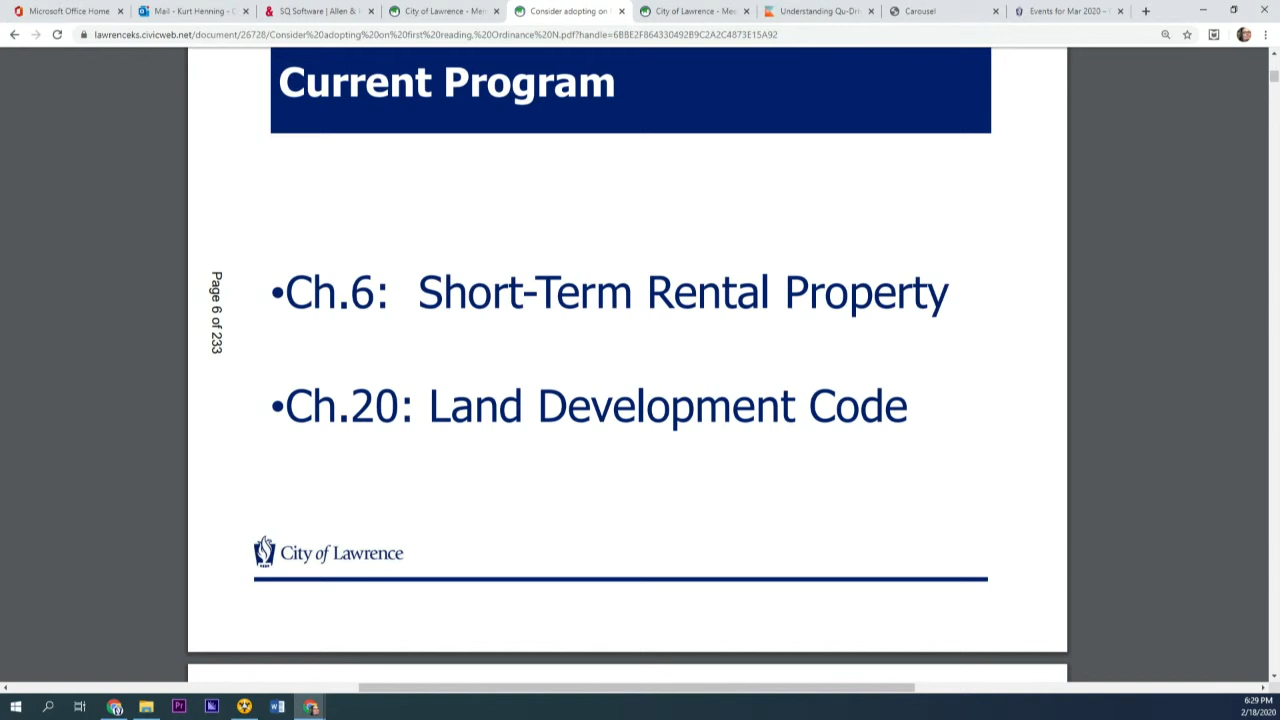 Microsoft Office Home
Mail - Kurt Henning - C
SQ Software | Allen &
City of Lawrence - Me
Consider adopting on
City of Lawrence - Mee
Understanding Qu-Dri
Carousel
Events for Mar 2020 –
lawrenceks.civicweb.net/document/26728/Consider%20adopting%20on%20first%20reading,%20Ordinance%20N.pdf?handle=6B8E2F864330492B9C2A2C4873E15A92
Current Program
Page 6 of 233
•Ch.6: Short-Term Rental Property
•Ch.20: Land Development Code
City of Lawrence
6:29 PM
2/18/2020